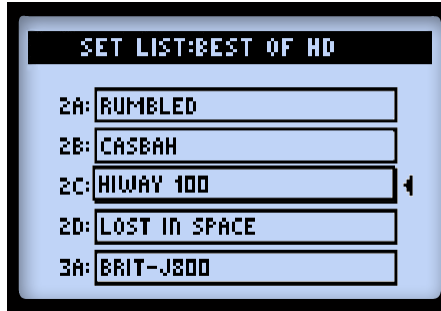 SET LIST:BEST OF HD
2A: RUMBLED
2B: CASBAH
2C: HIWAY 100
2D: LOST IN SPACE
3A: BRIT-J800